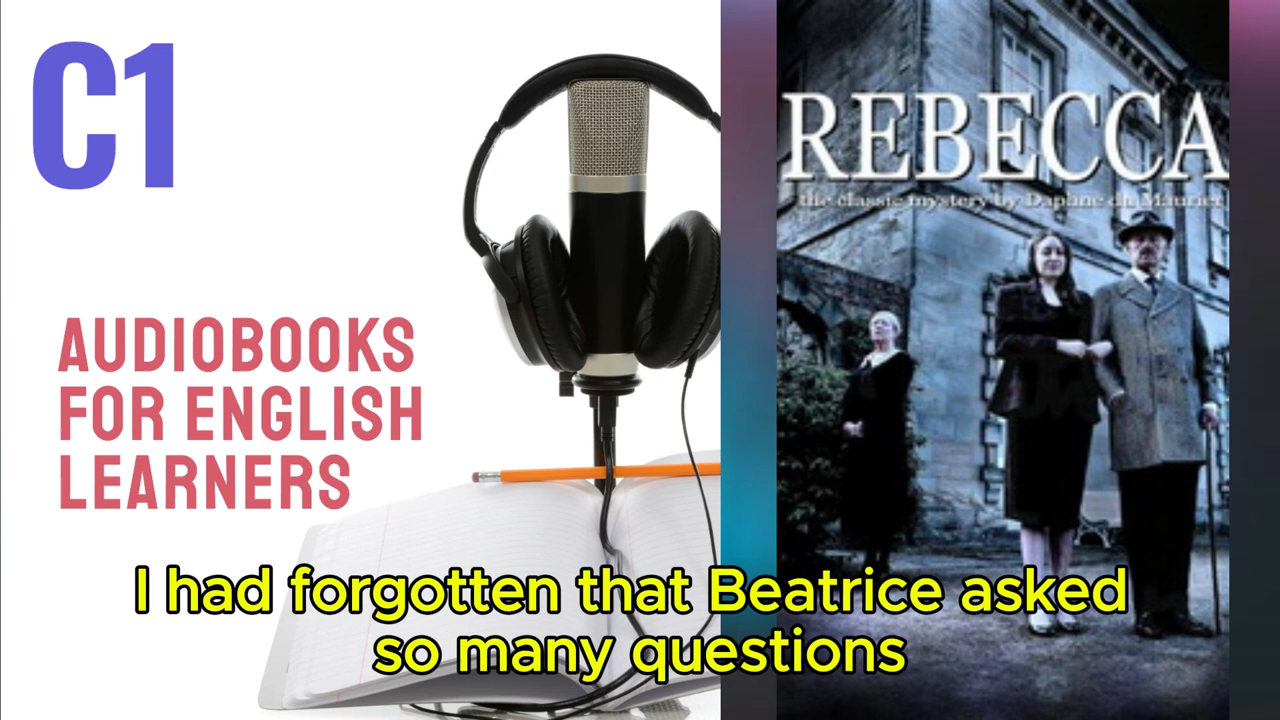 C1
AUDIOBOOKS
FOR ENGLISH
LEARNERS
REBECCA
the classic mystery by Daphne du Maurier
I had forgotten that Beatrice asked
so many questions